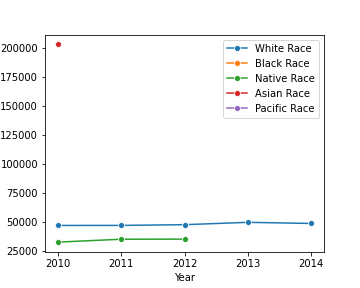 200000
175000
150000
125000
100000
75000
50000
25000
White Race
Black Race
Native Race
Asian Race
Pacific Race
2010 2011 2012 2013 2014
Year